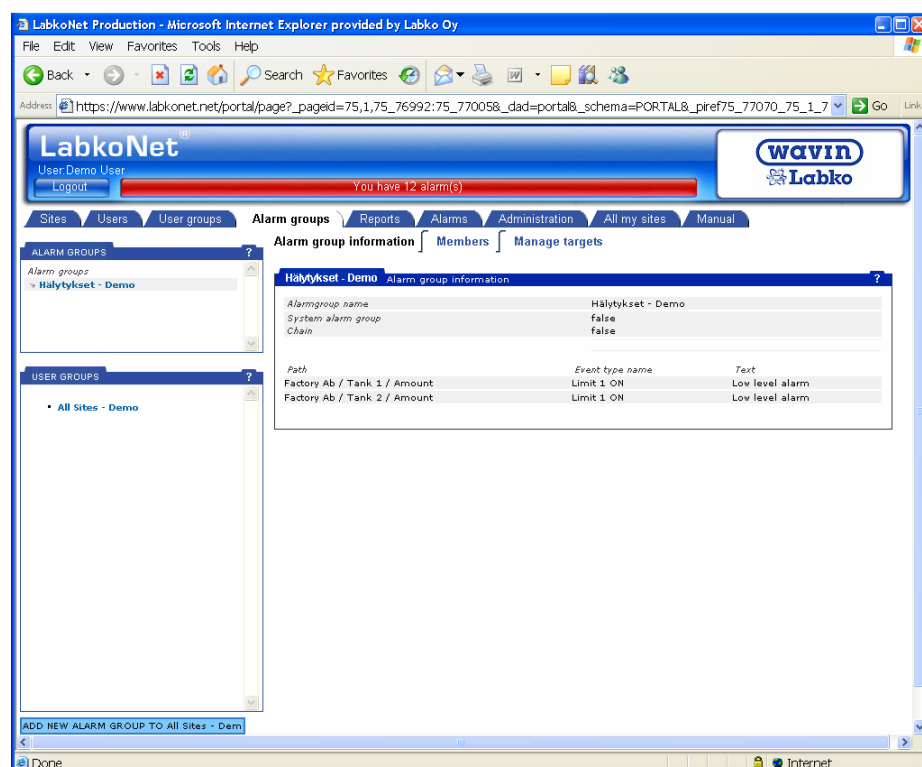 LabkoNet Production - Microsoft Internet Explorer provided by Labko Oy
File Edit View Favorites Tools Help
Back Search Favorites
Address https://www.labkonet.net/portal/page?_pageid=75,1,75_76992:75_77005&_dad=portal&_schema=PORTAL&_piref75_77070_75_1_7 Go Link
LabkoNet®
User:Demo User
Logout You have 12 alarm(s)
wavin
Labko
Sites Users User groups Alarm groups Reports Alarms Administration All my sites Manual
Alarm group information Members Manage targets
ALARM GROUPS ?
Alarm groups
Hälytykset - Demo
Hälytykset - Demo Alarm group information ?
Alarmgroup name Hälytykset - Demo
System alarm group false
Chain false
Path Event type name Text
Factory Ab / Tank 1 / Amount Limit 1 ON Low level alarm
Factory Ab / Tank 2 / Amount Limit 1 ON Low level alarm
USER GROUPS ?
All Sites - Demo
ADD NEW ALARM GROUP TO All Sites - Dem
Done Internet